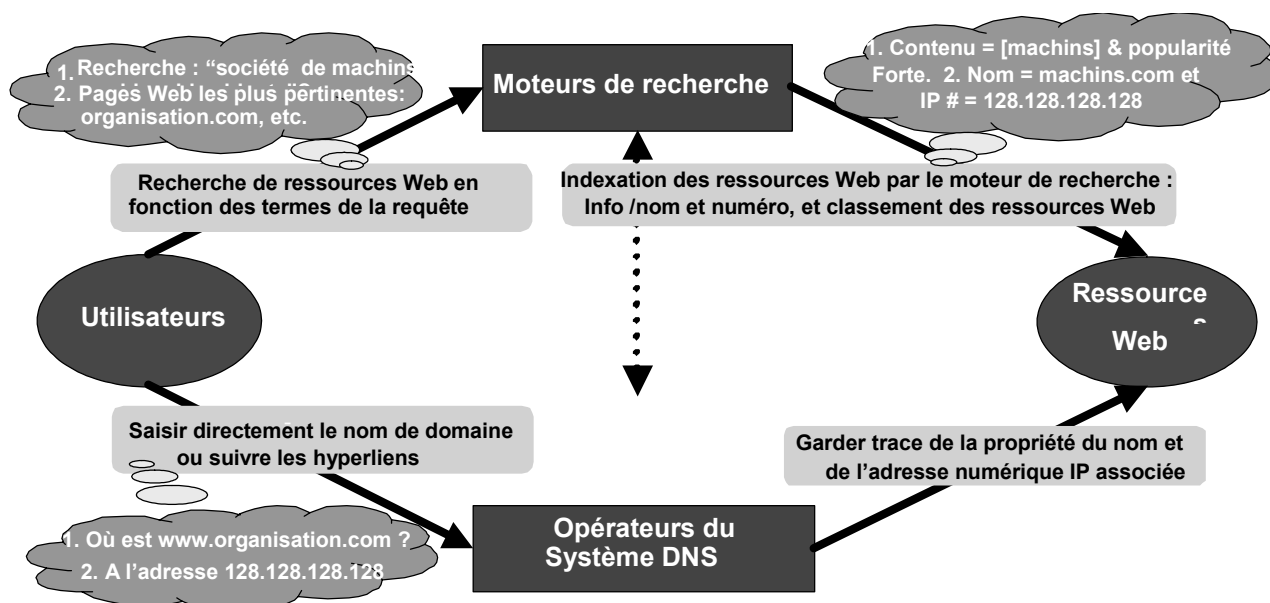 1. Recherche : “société de machins
2. Pages Web les plus pertinentes:
organisation.com, etc.
Moteurs de recherche
1. Contenu = [machins] & popularité
Forte. 2. Nom = machins.com et
IP # = 128.128.128.128
Recherche de ressources Web en
fonction des termes de la requête
Indexation des ressources Web par le moteur de recherche :
Info /nom et numéro, et classement des ressources Web
Utilisateurs
Ressource
s
Web
Saisir directement le nom de domaine
ou suivre les hyperliens
Garder trace de la propriété du nom et
de l’adresse numérique IP associée
1. Où est www.organisation.com ?
2. A l’adresse 128.128.128.128
Opérateurs du
Système DNS